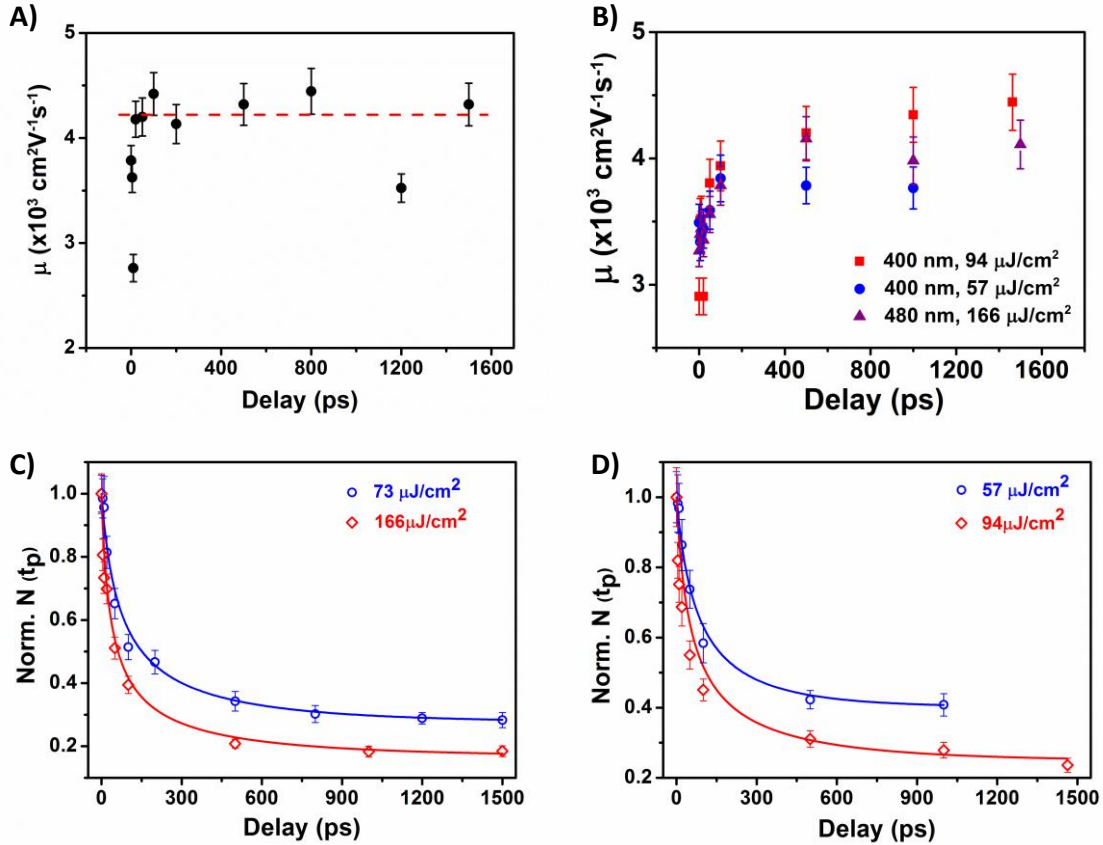 A)
5
4
3
2
μ (x10³ cm²V⁻¹s⁻¹)
0 400 800 1200 1600
Delay (ps)
B)
5
4
3
μ (x10³ cm²V⁻¹s⁻¹)
400 nm, 94 μJ/cm²
400 nm, 57 μJ/cm²
480 nm, 166 μJ/cm²
0 400 800 1200 1600
Delay (ps)
C)
1.0
0.8
0.6
0.4
0.2
Norm. N (tp)
73 μJ/cm²
166μJ/cm²
0 300 600 900 1200 1500
Delay (ps)
D)
1.0
0.8
0.6
0.4
0.2
Norm. N (tp)
57 μJ/cm²
94μJ/cm²
0 300 600 900 1200 1500
Delay (ps)